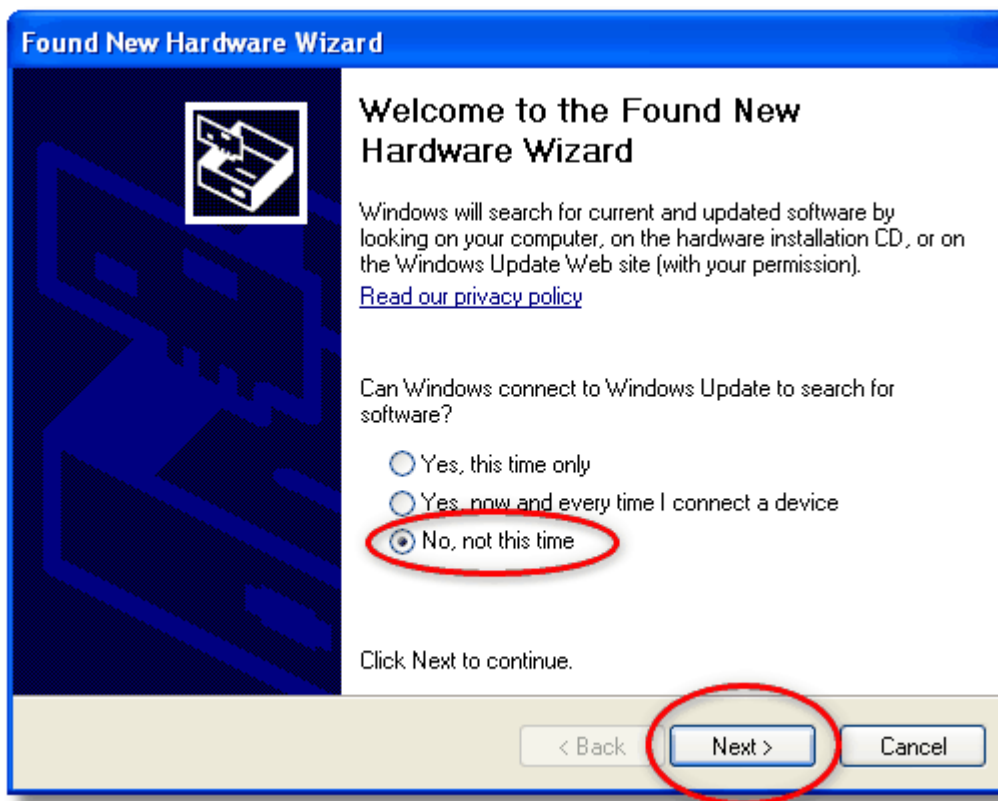 Found New Hardware Wizard
Welcome to the Found New
Hardware Wizard
Windows will search for current and updated software by
looking on your computer, on the hardware installation CD, or on
the Windows Update Web site (with your permission).
Read our privacy policy
Can Windows connect to Windows Update to search for
software?
Yes, this time only
Yes, now and every time I connect a device
No, not this time
Click Next to continue.
< Back
Next >
Cancel